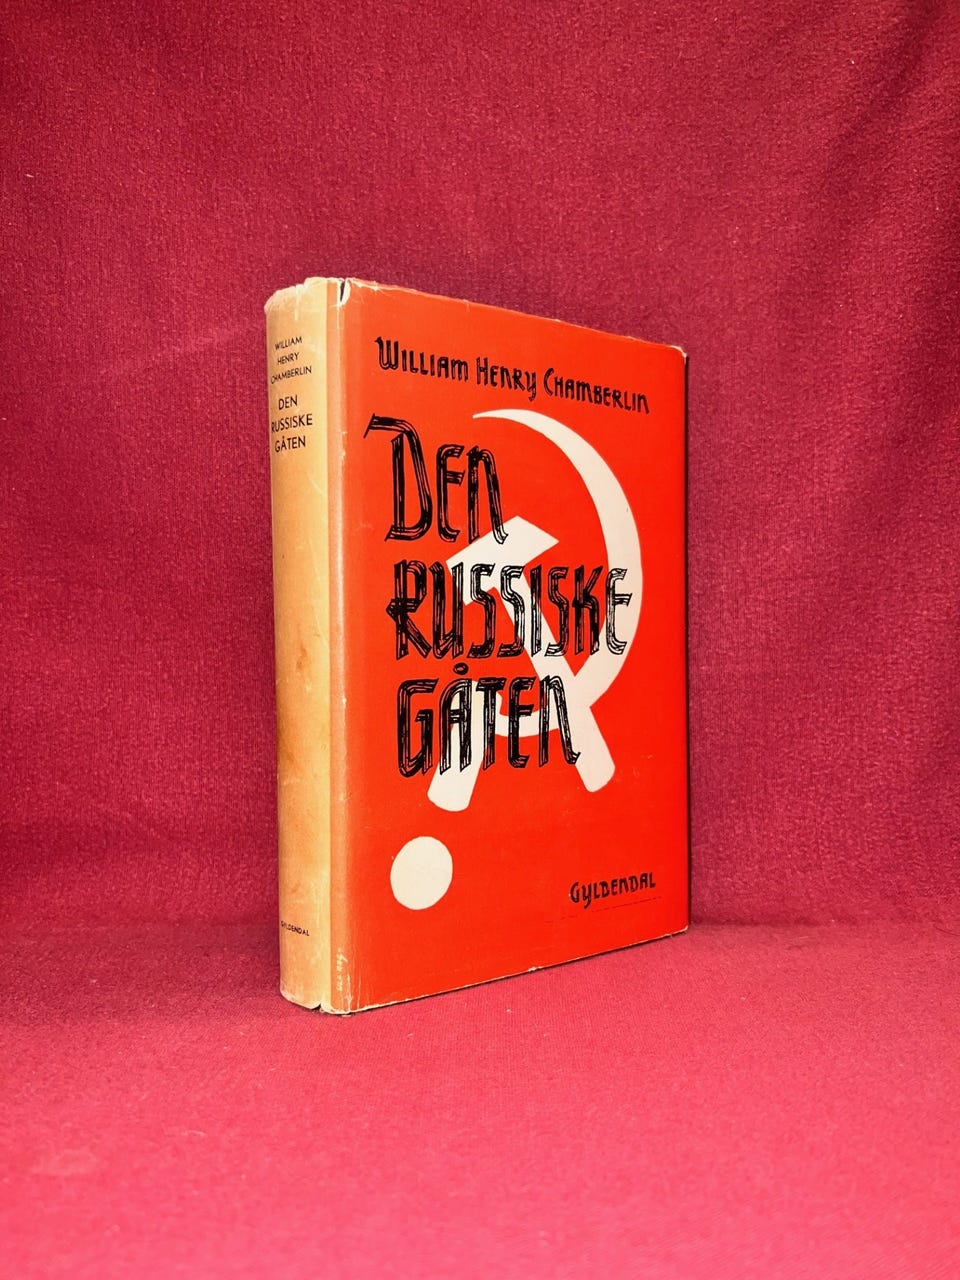 WILLIAM
HENRY
CHAMBERLIN
DEN
RUSSISKE
GÅTEN
GYLDENDAL
WILLIAM HENRY CHAMBERLIN
DEN
RUSSISKE
GÅTEN
GYLDENDAL